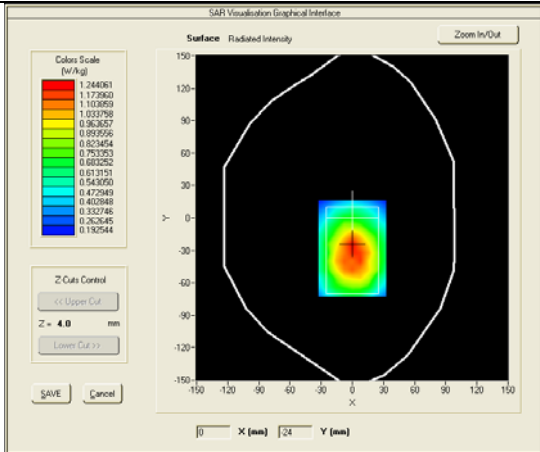 SAR Visualisation Graphical Interface
Surface Radiated Intensity
Zoom In/Out
Colors Scale
(W/kg)
1.244061
1.173960
1.103859
1.033758
0.963657
0.893556
0.823454
0.753353
0.683252
0.613151
0.543050
0.472949
0.402848
0.332746
0.262645
0.192544
Z-Cuts Control
<< Upper Cut
Z = 4.0 mm
Lower Cut >>
SAVE
Cancel
150
120
90
60
30
0
-30
-60
-90
-120
-150
Y
-150 -120 -90 -60 -30 0 30 60 90 120 150
X
0 X (mm) -24 Y (mm)